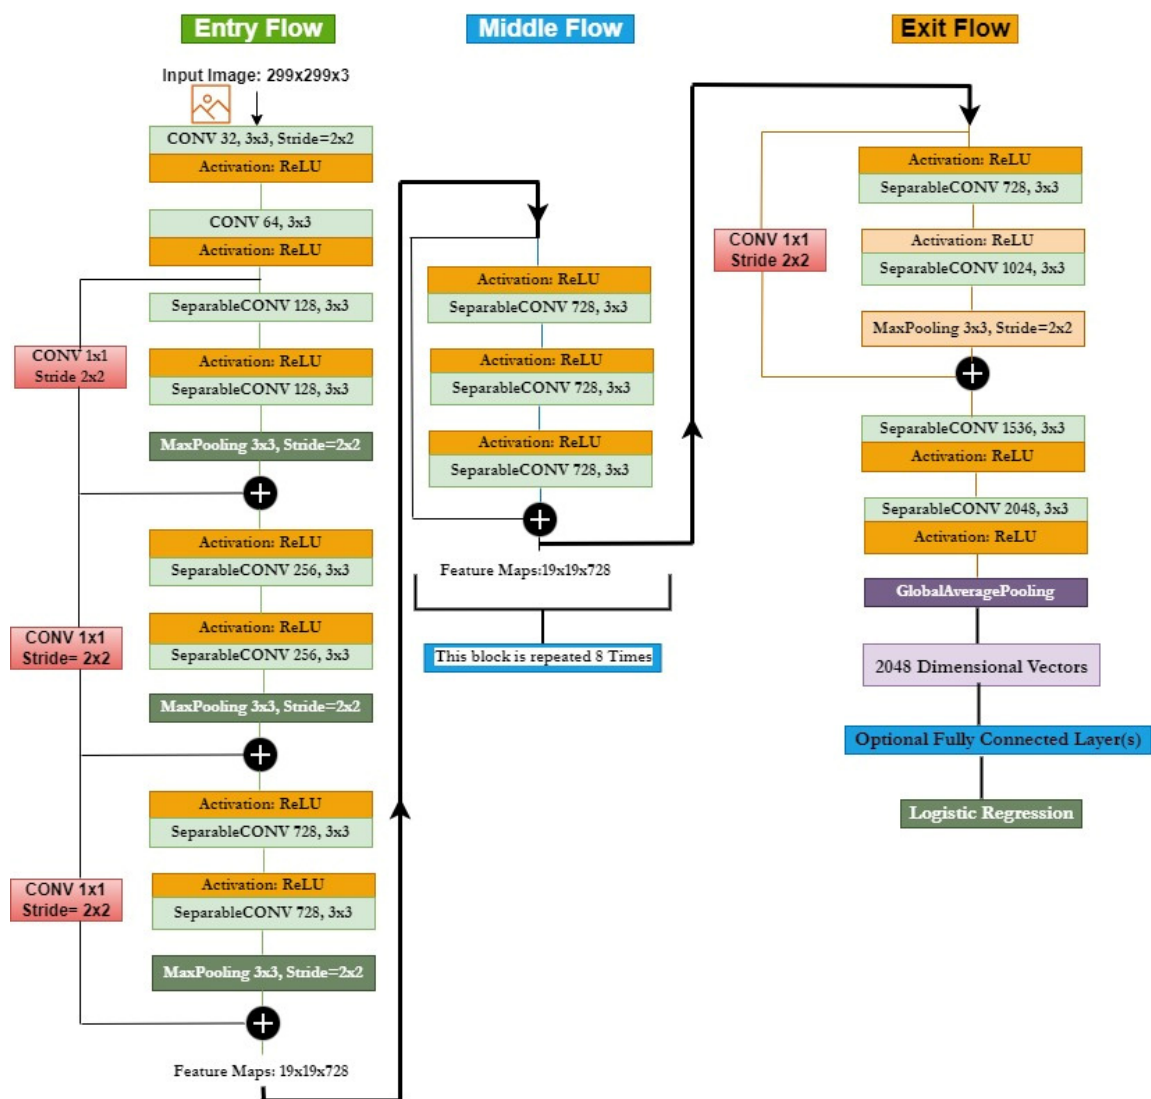 Entry Flow
Input Image: 299x299x3
CONV 32, 3x3, Stride=2x2
Activation: ReLU
CONV 64, 3x3
Activation: ReLU
SeparableCONV 128, 3x3
CONV 1x1
Stride 2x2
Activation: ReLU
SeparableCONV 128, 3x3
MaxPooling 3x3, Stride=2x2
Activation: ReLU
SeparableCONV 256, 3x3
CONV 1x1
Stride= 2x2
Activation: ReLU
SeparableCONV 256, 3x3
MaxPooling 3x3, Stride=2x2
Activation: ReLU
SeparableCONV 728, 3x3
CONV 1x1
Stride= 2x2
Activation: ReLU
SeparableCONV 728, 3x3
MaxPooling 3x3, Stride=2x2
Feature Maps: 19x19x728
Middle Flow
Activation: ReLU
SeparableCONV 728, 3x3
Activation: ReLU
SeparableCONV 728, 3x3
Activation: ReLU
SeparableCONV 728, 3x3
Feature Maps:19x19x728
This block is repeated 8 Times
Exit Flow
Activation: ReLU
SeparableCONV 728, 3x3
CONV 1x1
Stride 2x2
Activation: ReLU
SeparableCONV 1024, 3x3
MaxPooling 3x3, Stride=2x2
SeparableCONV 1536, 3x3
Activation: ReLU
SeparableCONV 2048, 3x3
Activation: ReLU
GlobalAveragePooling
2048 Dimensional Vectors
Optional Fully Connected Layer(s)
Logistic Regression